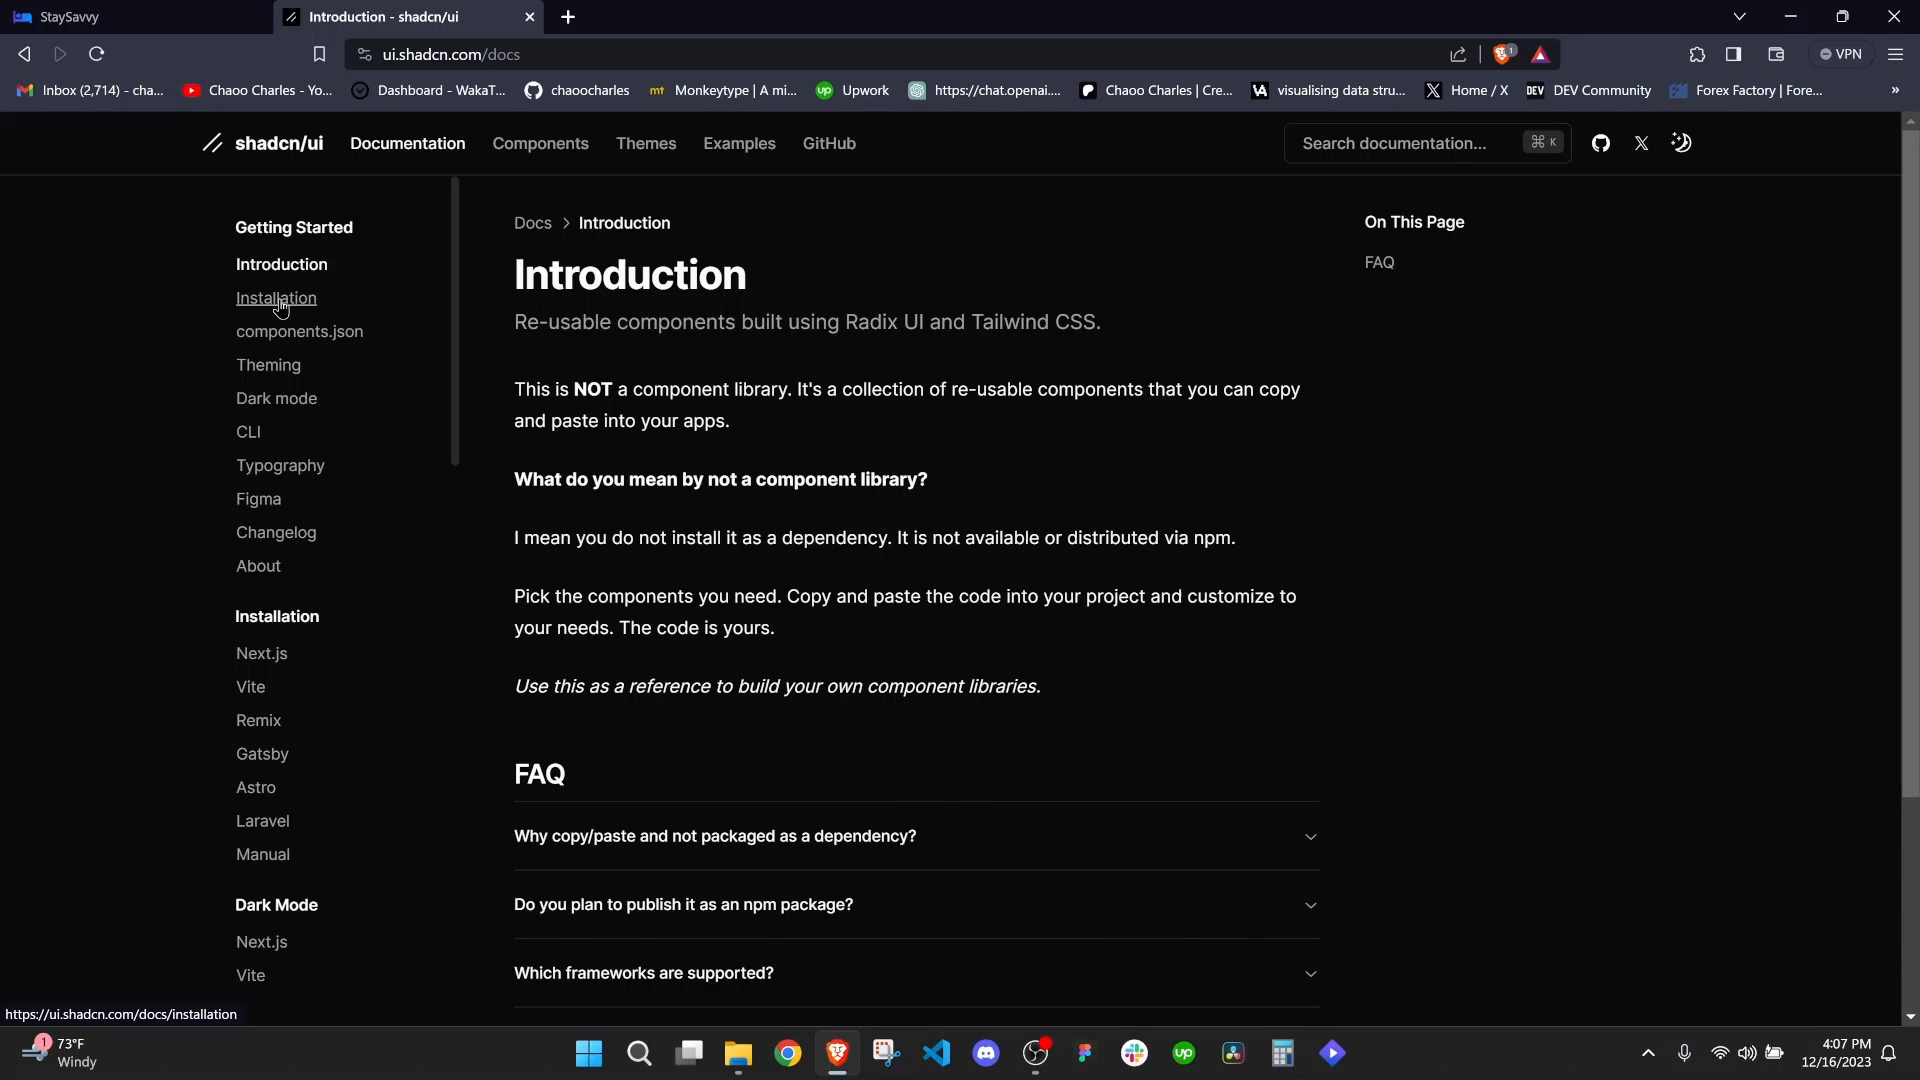 StaySavvy
Introduction - shadcn/ui
ui.shadcn.com/docs
1
VPN
Inbox (2,714) - cha...
Chaoo Charles - Yo...
Dashboard - WakaT...
chaoocharles
mt Monkeytype | A mi...
up Upwork
https://chat.openai....
Chaoo Charles | Cre...
VA visualising data stru...
Home / X
DEV DEV Community
Forex Factory | Fore...
»
shadcn/ui
Documentation
Components
Themes
Examples
GitHub
Search documentation...
⌘ K
Getting Started
Introduction
Installation
components.json
Theming
Dark mode
CLI
Typography
Figma
Changelog
About
Installation
Next.js
Vite
Remix
Gatsby
Astro
Laravel
Manual
Dark Mode
Next.js
Vite
Docs > Introduction
Introduction
Re-usable components built using Radix UI and Tailwind CSS.
This is NOT a component library. It's a collection of re-usable components that you can copy
and paste into your apps.
What do you mean by not a component library?
I mean you do not install it as a dependency. It is not available or distributed via npm.
Pick the components you need. Copy and paste the code into your project and customize to
your needs. The code is yours.
Use this as a reference to build your own component libraries.
FAQ
Why copy/paste and not packaged as a dependency?
Do you plan to publish it as an npm package?
Which frameworks are supported?
On This Page
FAQ
https://ui.shadcn.com/docs/installation
1
73°F
Windy
up
4:07 PM
12/16/2023